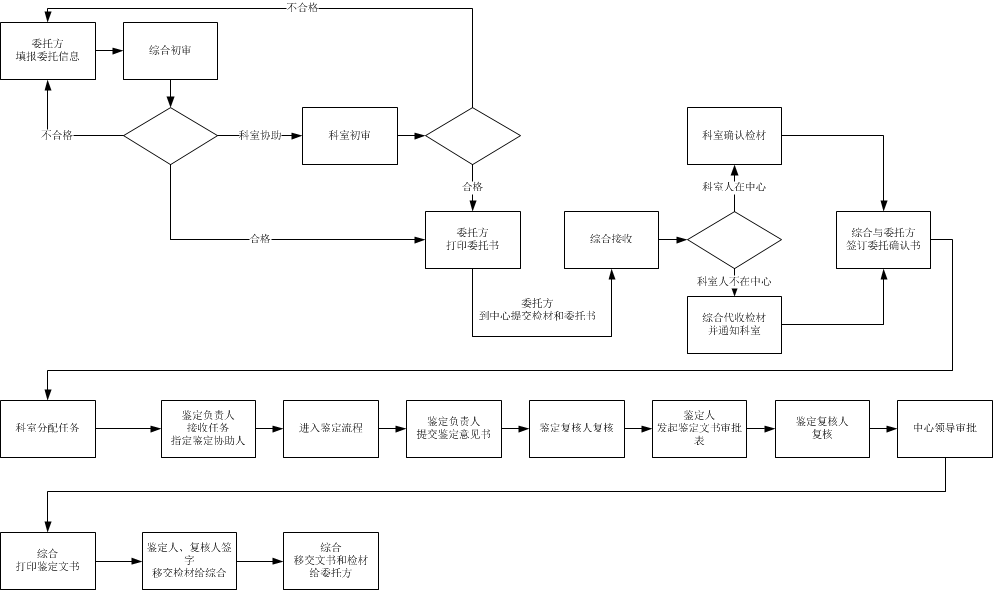 不合格
委托方
填报委托信息
综合初审
不合格
科室协助
科室初审
科室确认检材
合格
科室人在中心
合格
委托方
打印委托书
综合接收
综合与委托方
签订委托确认书
科室人不在中心
委托方
到中心提交检材和委托书
综合代收检材
并通知科室
科室分配任务
鉴定负责人
接收任务
指定鉴定协助人
进入鉴定流程
鉴定负责人
提交鉴定意见书
鉴定复核人复核
鉴定人
发起鉴定文书审批
表
鉴定复核人
复核
中心领导审批
综合
打印鉴定文书
鉴定人、复核人签
字
移交检材给综合
综合
移交文书和检材
给委托方